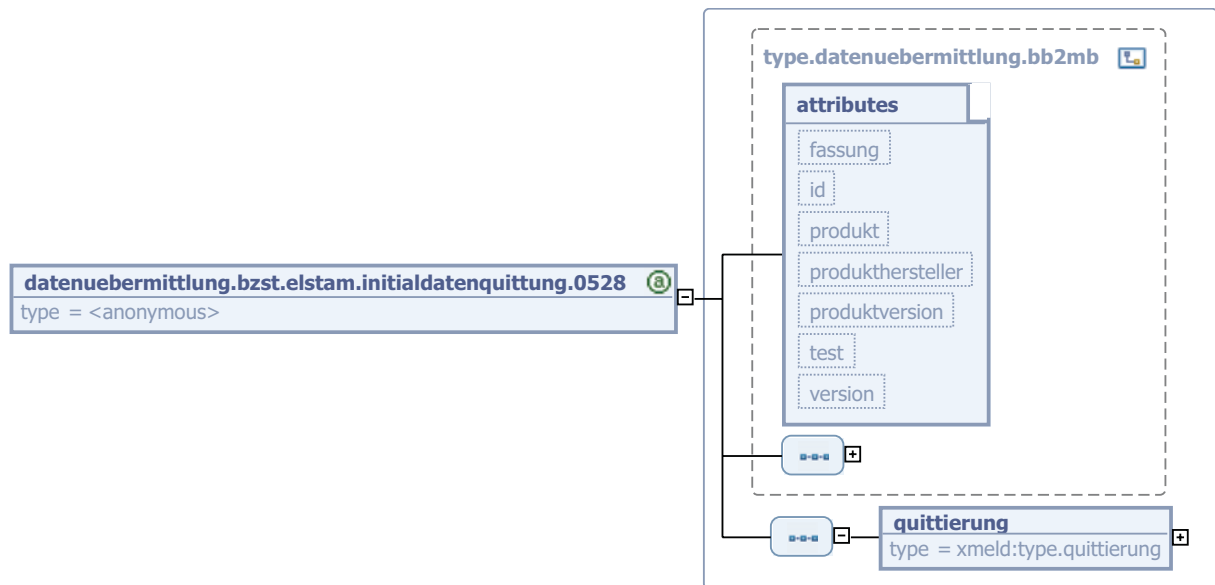 type.datenuebermittlung.bb2mb
attributes
fassung
id
produkt
produkthersteller
produktversion
test
version
datenuebermittlung.bzst.elstam.initialdatenquittung.0528
type = <anonymous>
quittierung
type = xmeld:type.quittierung